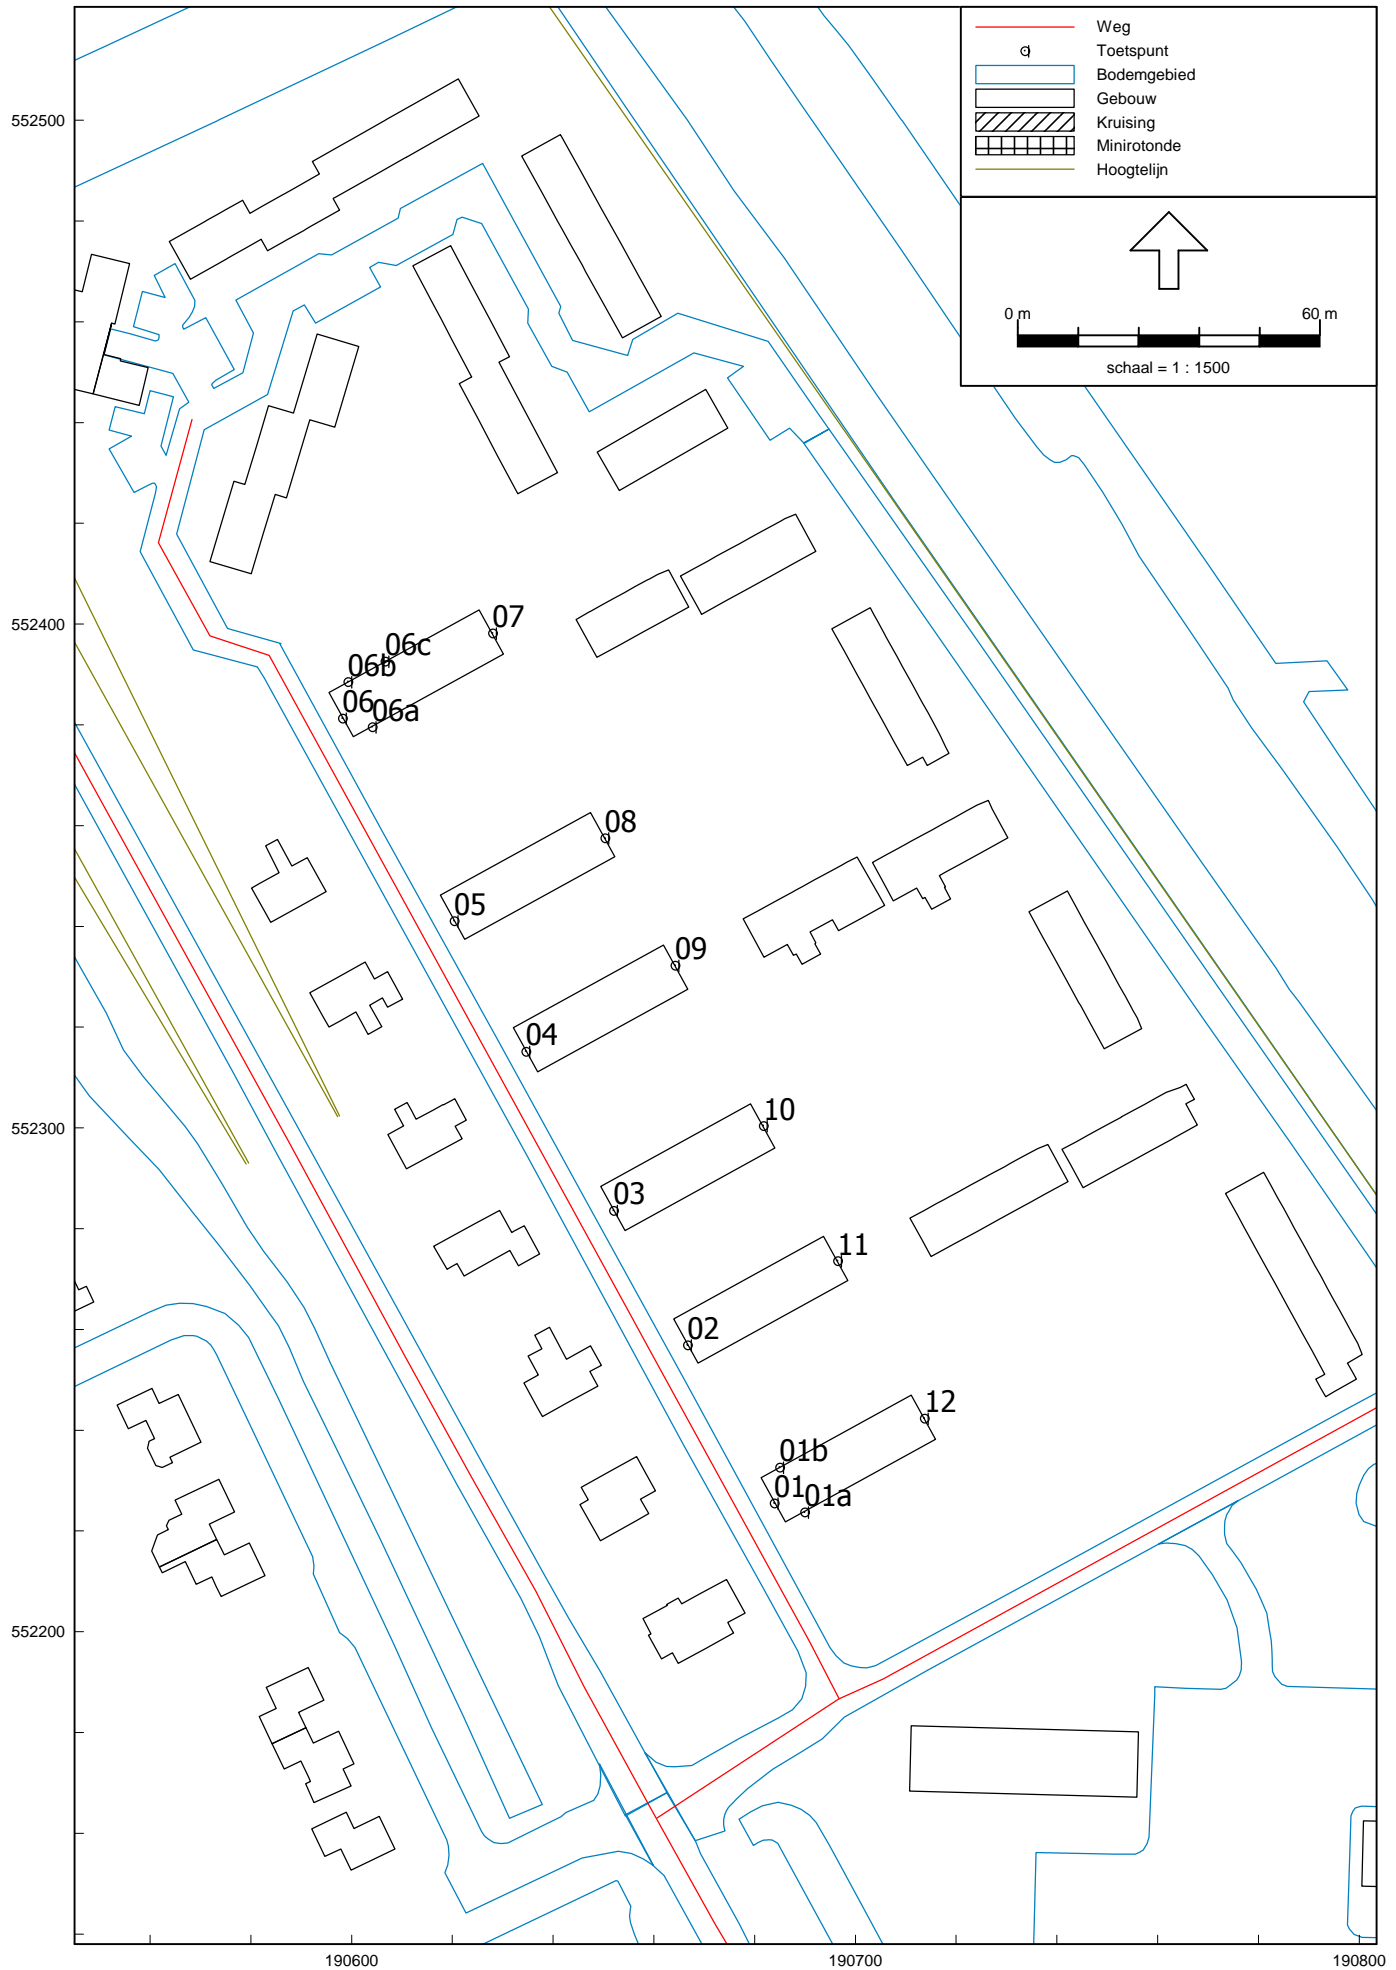 Weg
Toetspunt
Bodemgebied
Gebouw
Kruising
Minirotonde
Hoogtelijn
0 m 60 m
schaal = 1 : 1500
552500
552400
552300
552200
190600 190700 190800
07
06c
06b
06
06a
08
05
09
04
10
03
11
02
12
01b
01
01a